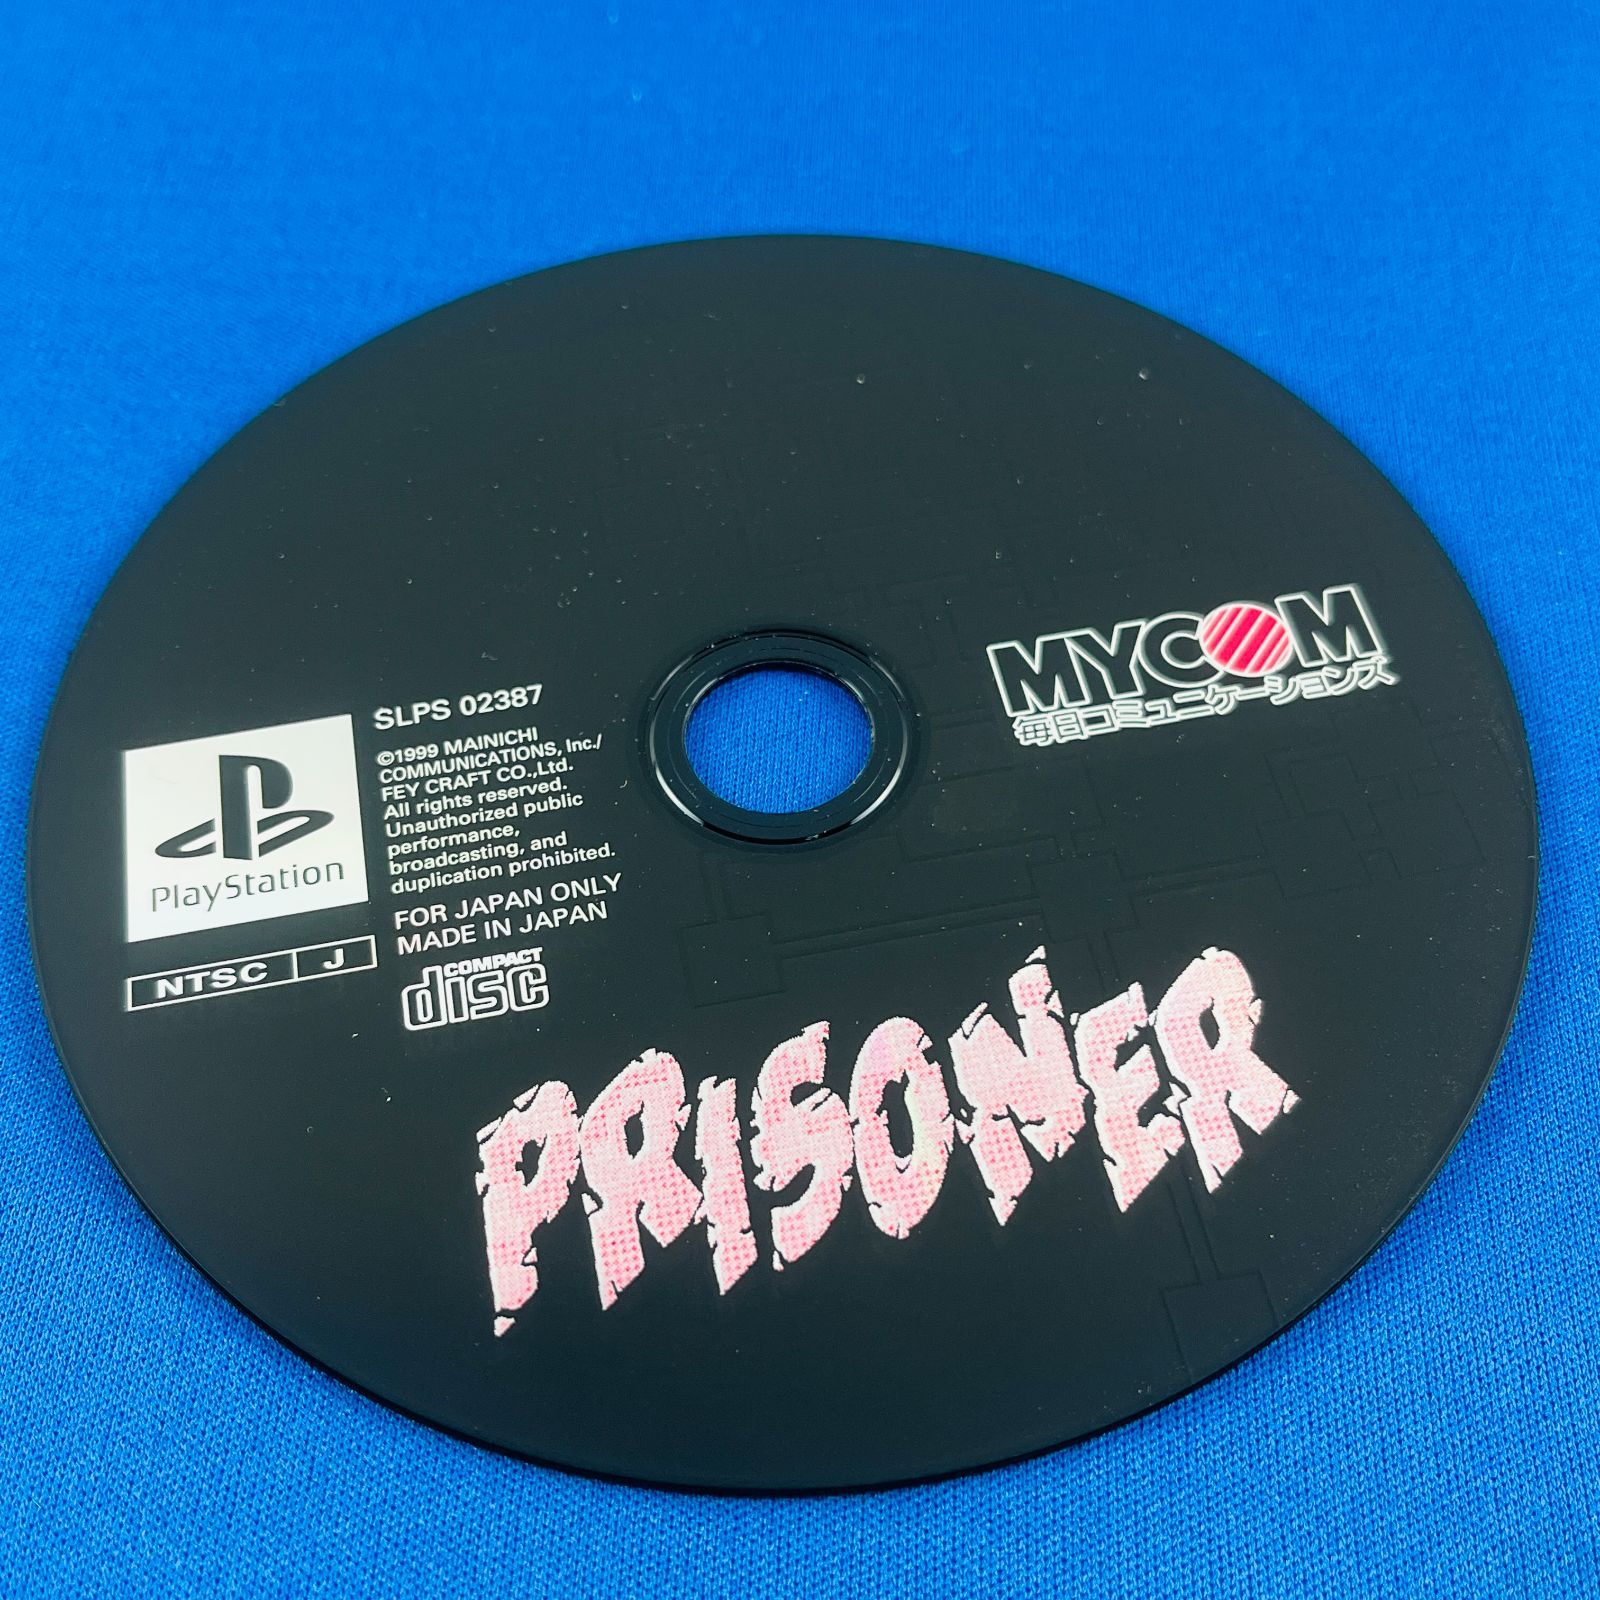 MYCOM
毎日コミュニケーションズ
SLPS 02387
©1999 MAINICHI
COMMUNICATIONS, Inc./
FEY CRAFT CO.,Ltd.
All rights reserved.
Unauthorized public
performance,
broadcasting, and
duplication prohibited.
FOR JAPAN ONLY
MADE IN JAPAN
PlayStation
NTSC J
COMPACT
disc
PRISONER